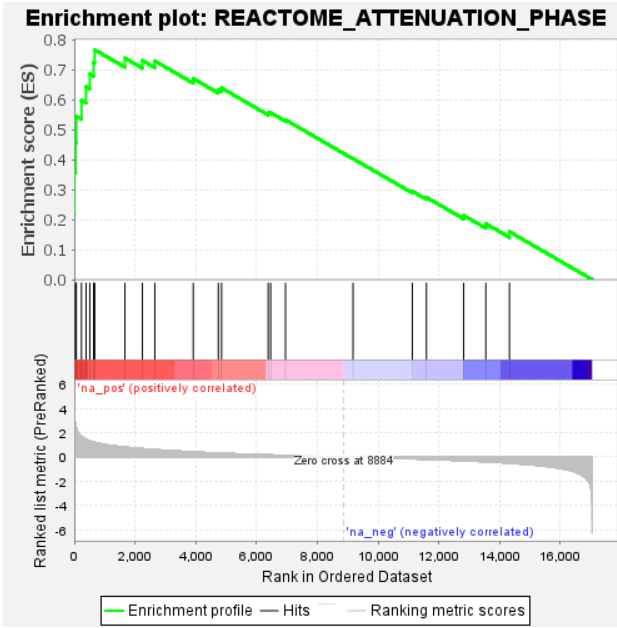 Enrichment plot: REACTOME_ATTENUATION_PHASE
Enrichment score (ES)
0.8
0.7
0.6
0.5
0.4
0.3
0.2
0.1
0.0
Ranked list metric (PreRanked)
6
4
2
0
-2
-4
-6
'na_pos' (positively correlated)
Zero cross at 8884
'na_neg' (negatively correlated)
0 2,000 4,000 6,000 8,000 10,000 12,000 14,000 16,000
Rank in Ordered Dataset
Enrichment profile Hits Ranking metric scores